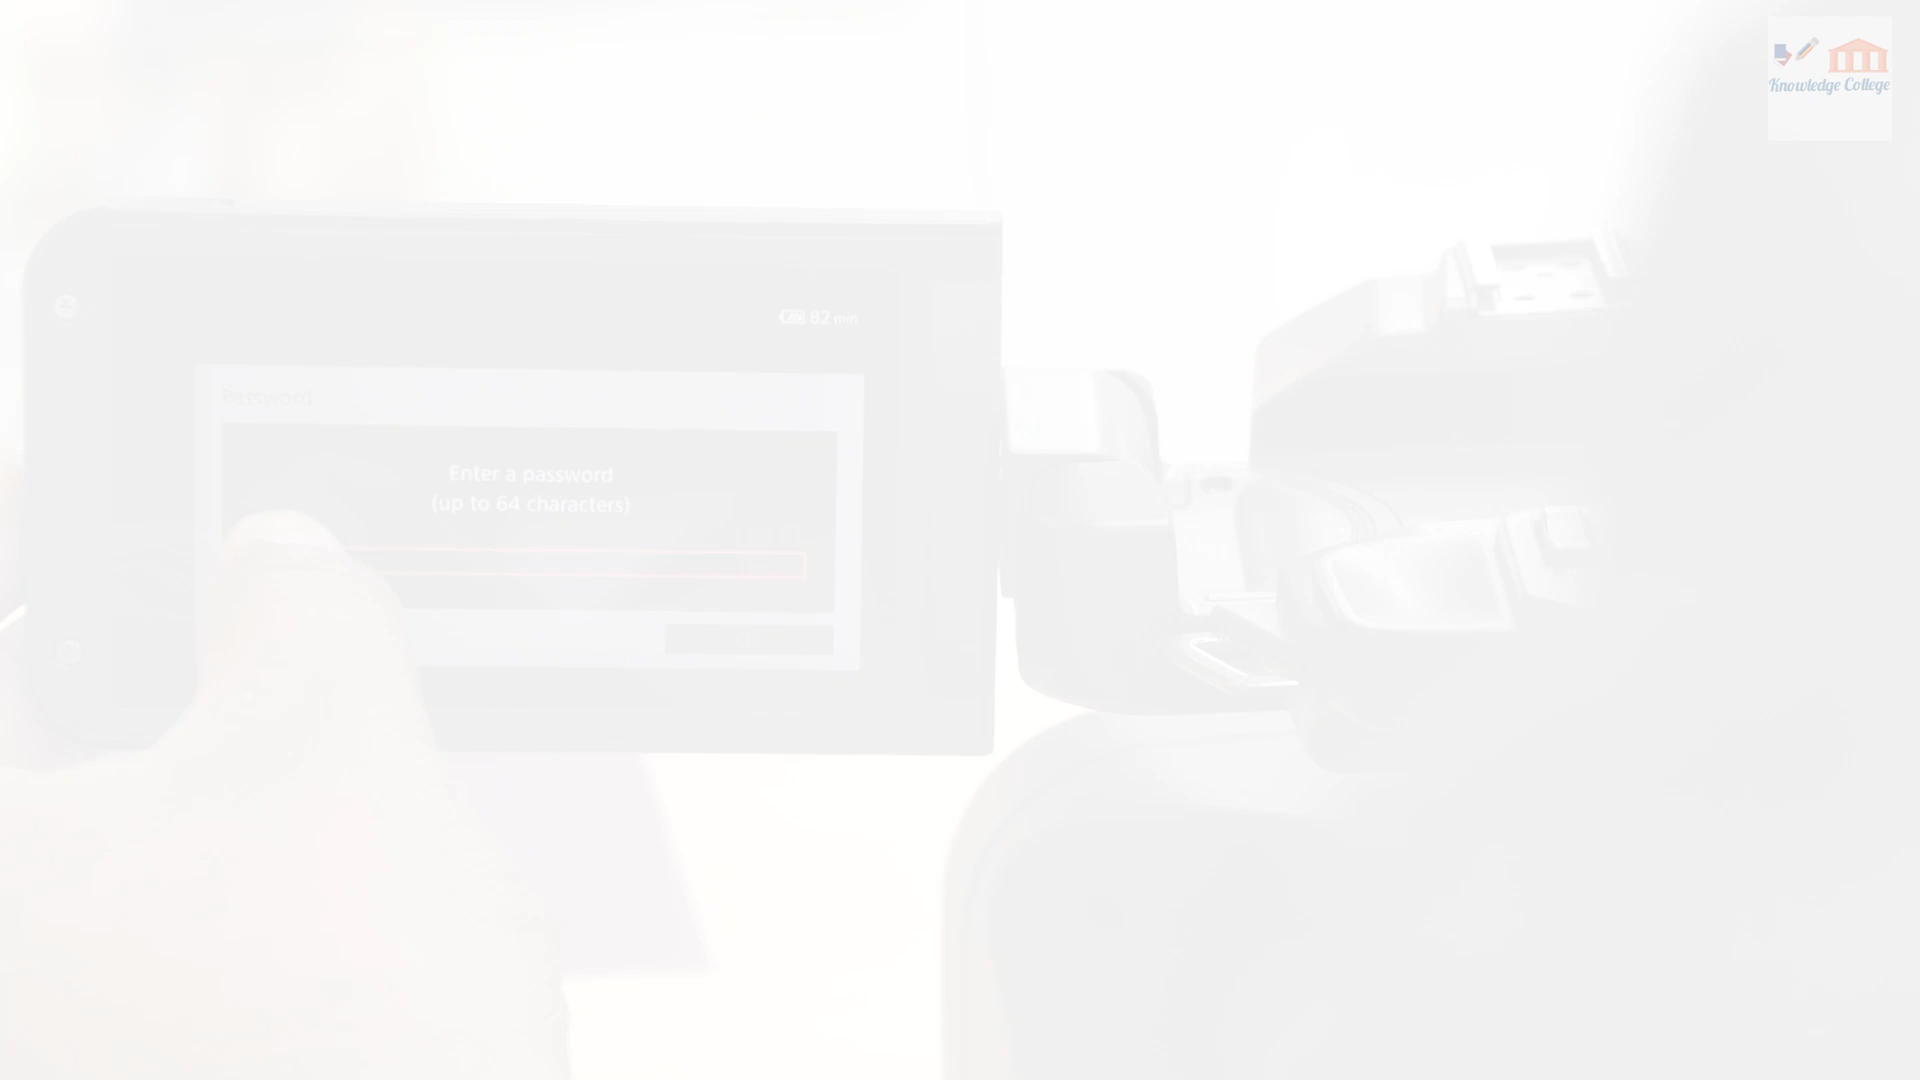 Knowledge College
82 min
Password
Enter a password
(up to 64 characters)